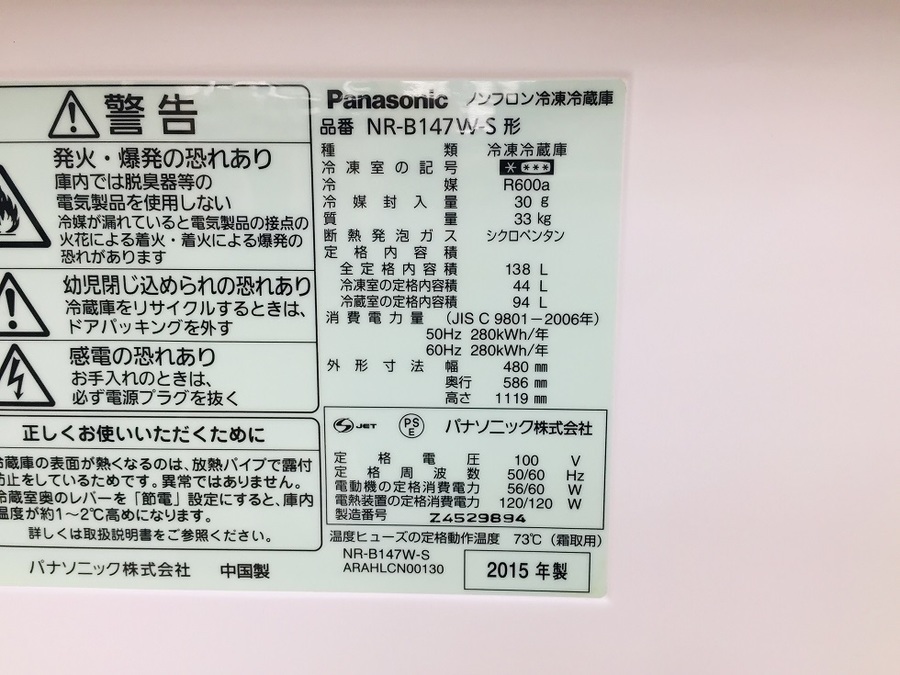 警告
発火・爆発の恐れあり
庫内では脱臭器等の
電気製品を使用しない
冷媒が漏れていると電気製品の接点の
火花による着火・着火による爆発の
恐れがあります
幼児閉じ込められの恐れあり
冷蔵庫をリサイクルするときは、
ドアパッキングを外す
感電の恐れあり
お手入れのときは、
必ず電源プラグを抜く
正しくお使いいただくために
冷蔵庫の表面が熱くなるのは、放熱パイプで露付
防止をしているためです。異常ではありません。
冷蔵室奥のレバーを「節電」設定にすると、庫内
温度が約1~2℃高めになります。
詳しくは取扱説明書をご参照ください。
パナソニック株式会社 中国製
Panasonic ノンフロン冷凍冷蔵庫
品番 NR-B147W-S 形
種類 冷凍冷蔵庫
冷凍室の記号 * ***
冷媒 R600a
冷媒封入量 30 g
質量 33 kg
断熱発泡ガス シクロペンタン
定格内容積
全定格内容積 138 L
冷凍室の定格内容積 44 L
冷蔵室の定格内容積 94 L
消費電力量 (JIS C 9801-2006年)
50Hz 280kWh/年
60Hz 280kWh/年
外形寸法 幅 480 mm
奥行 586 mm
高さ 1119 mm
S JET PS E パナソニック株式会社
定格電圧 100 V
定格周波数 50/60 Hz
電動機の定格消費電力 56/60 W
電熱装置の定格消費電力 120/120 W
製造番号 Z4529894
温度ヒューズの定格動作温度 73℃(霜取用)
NR-B147W-S
ARAHLCN00130
2015 年製